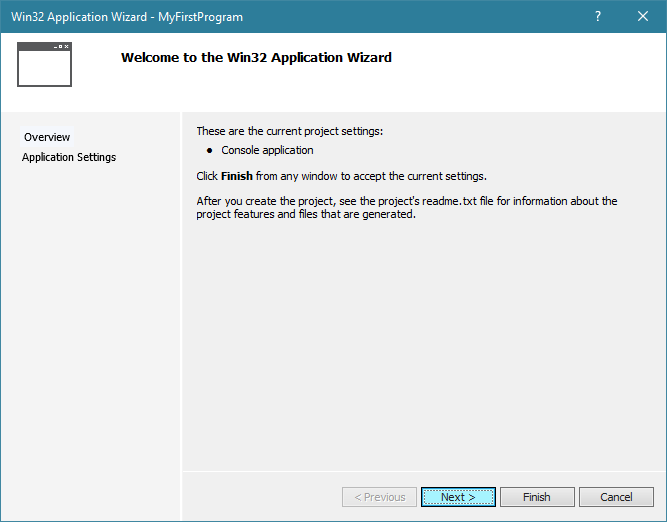 Win32 Application Wizard - MyFirstProgram
Welcome to the Win32 Application Wizard
Overview
Application Settings
These are the current project settings:
• Console application
Click Finish from any window to accept the current settings.
After you create the project, see the project's readme.txt file for information about the
project features and files that are generated.
< Previous
Next >
Finish
Cancel